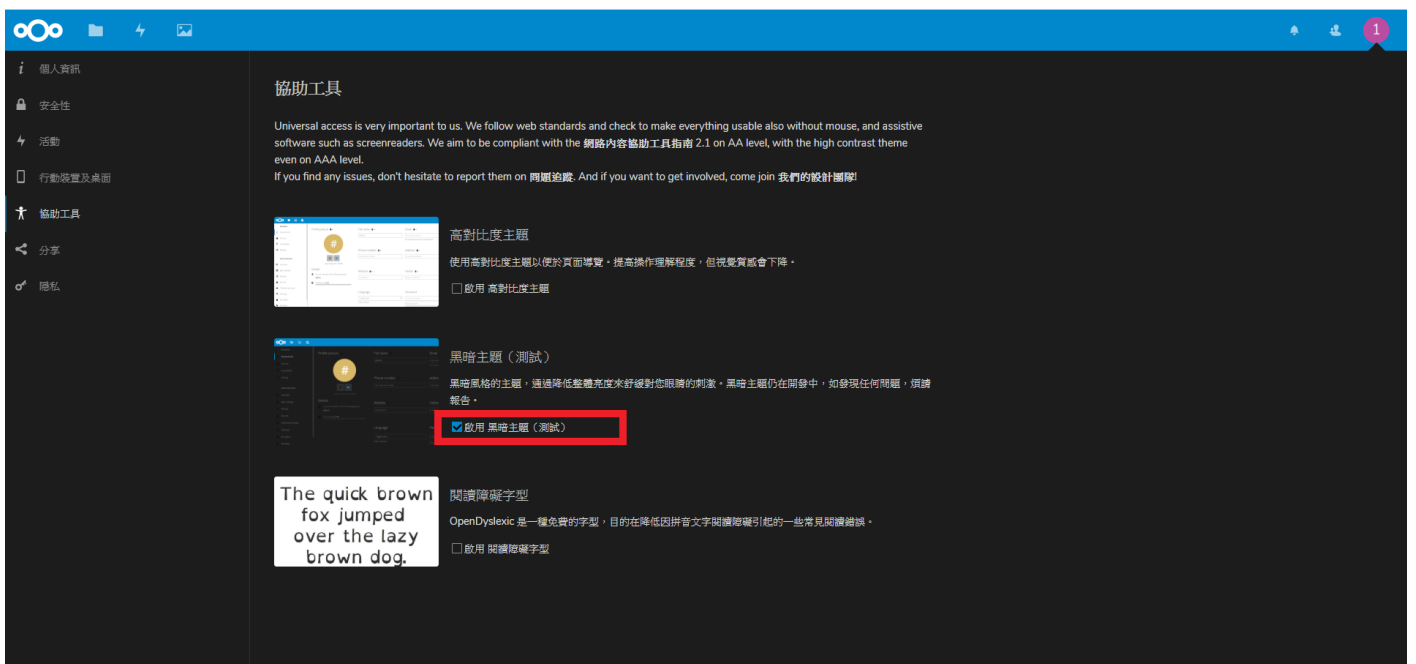 1
個人資訊
安全性
活動
行動裝置及桌面
協助工具
分享
隱私
協助工具
Universal access is very important to us. We follow web standards and check to make everything usable also without mouse, and assistive
software such as screenreaders. We aim to be compliant with the 網路內容協助工具指南 2.1 on AA level, with the high contrast theme
even on AAA level.
If you find any issues, don't hesitate to report them on 問題追蹤. And if you want to get involved, come join 我們的設計團隊!
#
高對比度主題
使用高對比度主題以便於頁面導覽。提高操作理解程度，但視覺質感會下降。
啟用 高對比度主題
#
黑暗主題（測試）
黑暗風格的主題，通過降低整體亮度來舒緩對您眼睛的刺激。黑暗主題仍在開發中，如發現任何問題，煩請
報告。
啟用 黑暗主題（測試）
The quick brown
fox jumped
over the lazy
brown dog.
閱讀障礙字型
OpenDyslexic 是一種免費的字型，目的在降低因拼音文字閱讀障礙引起的一些常見閱讀錯誤。
啟用 閱讀障礙字型